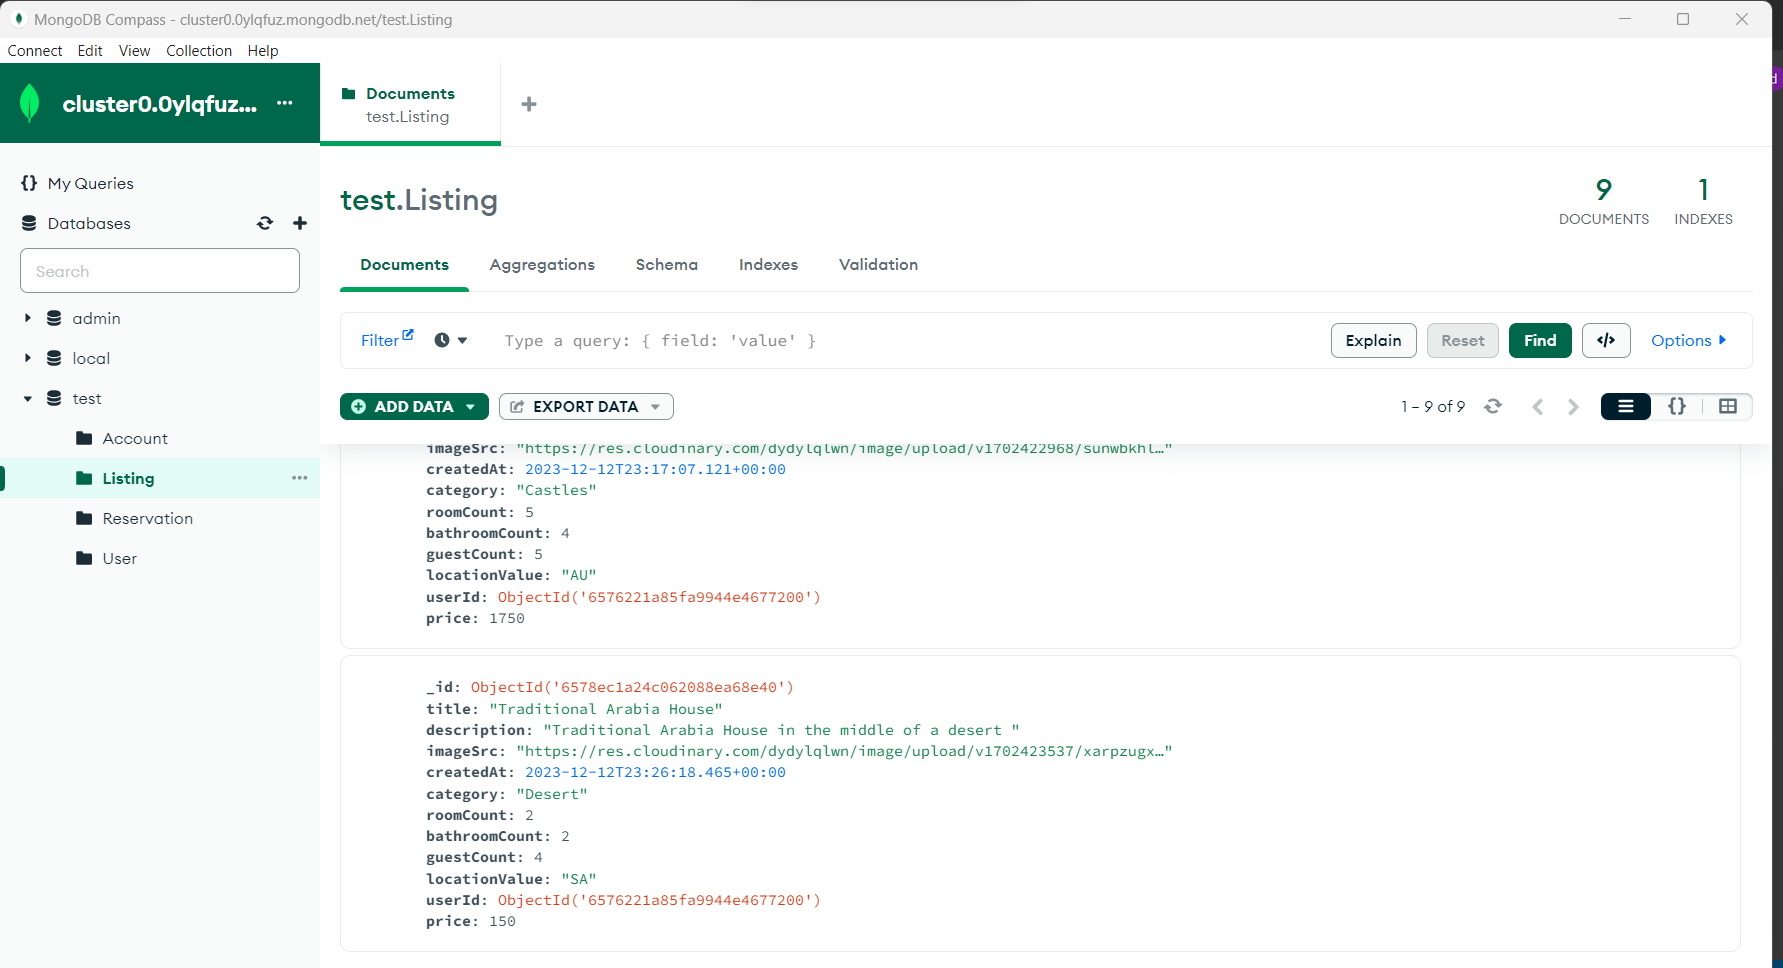 MongoDB Compass - cluster0.0ylqfuz.mongodb.net/test.Listing
Connect Edit View Collection Help
cluster0.0ylqfuz... ···
Documents
test.Listing
+
{} My Queries
Databases
Search
admin
local
test
Account
Listing ···
Reservation
User
test.Listing
9
DOCUMENTS
1
INDEXES
Documents Aggregations Schema Indexes Validation
Filter Type a query: { field: 'value' } Explain Reset Find </> Options
ADD DATA EXPORT DATA 1 – 9 of 9 {}
imageSrc: "https://res.cloudinary.com/dydylqlwn/image/upload/v1702422968/sunwbkhl…"
createdAt: 2023-12-12T23:17:07.121+00:00
category: "Castles"
roomCount: 5
bathroomCount: 4
guestCount: 5
locationValue: "AU"
userId: ObjectId('6576221a85fa9944e4677200')
price: 1750
_id: ObjectId('6578ec1a24c062088ea68e40')
title: "Traditional Arabia House"
description: "Traditional Arabia House in the middle of a desert "
imageSrc: "https://res.cloudinary.com/dydylqlwn/image/upload/v1702423537/xarpzugx…"
createdAt: 2023-12-12T23:26:18.465+00:00
category: "Desert"
roomCount: 2
bathroomCount: 2
guestCount: 4
locationValue: "SA"
userId: ObjectId('6576221a85fa9944e4677200')
price: 150